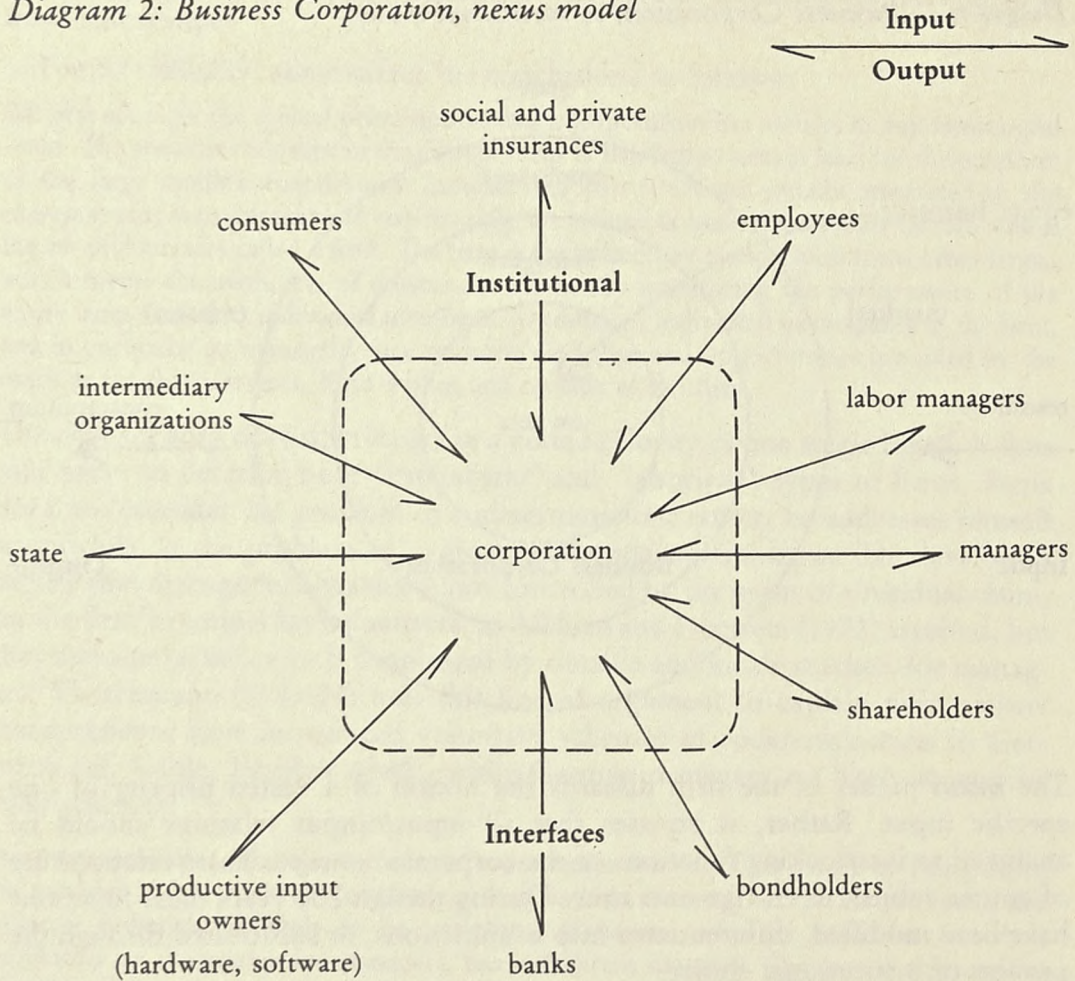 Diagram 2: Business Corporation, nexus model
Input
Output
social and private
insurances
consumers
employees
Institutional
intermediary
organizations
labor managers
state
corporation
managers
shareholders
Interfaces
productive input
owners
(hardware, software)
bondholders
banks